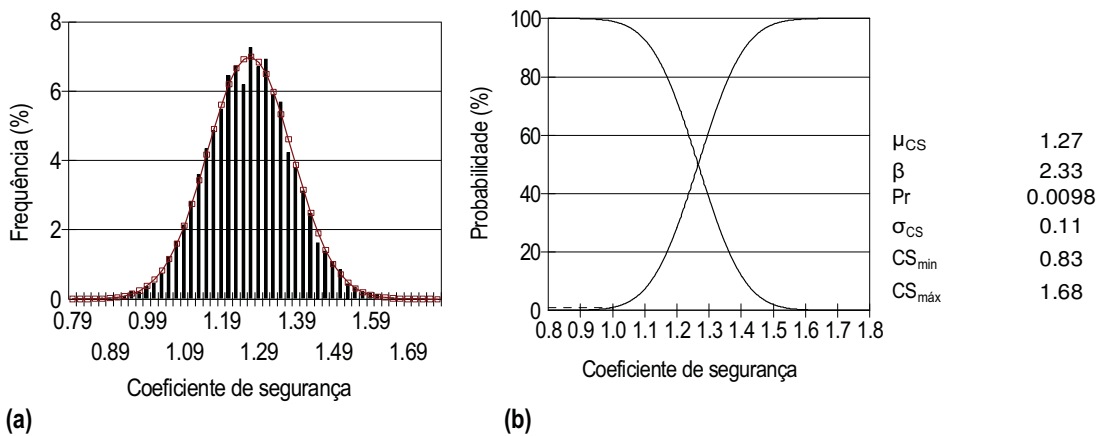 8
6
4
2
0
Frequência (%)
0.79 0.99 1.19 1.39 1.59
0.89 1.09 1.29 1.49 1.69
Coeficiente de segurança
(a)
100
80
60
40
20
0
Probabilidade (%)
0.8 0.9 1.0 1.1 1.2 1.3 1.4 1.5 1.6 1.7 1.8
Coeficiente de segurança
(b)
μCS 1.27
β 2.33
Pr 0.0098
σCS 0.11
CSmin 0.83
CSmáx 1.68